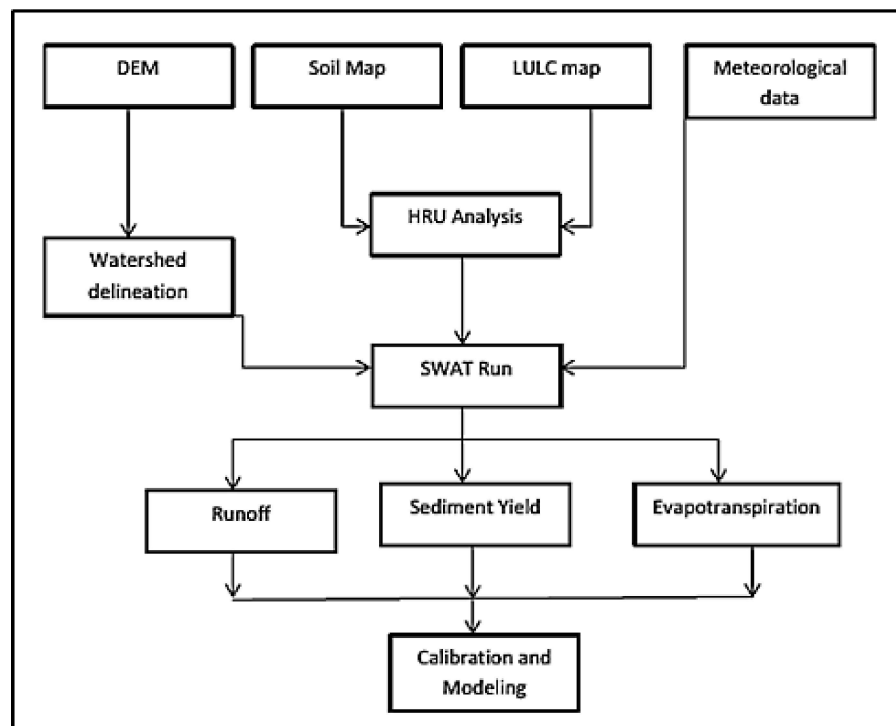 DEM
Soil Map
LULC map
Meteorological
data
HRU Analysis
Watershed
delineation
SWAT Run
Runoff
Sediment Yield
Evapotranspiration
Calibration and
Modeling